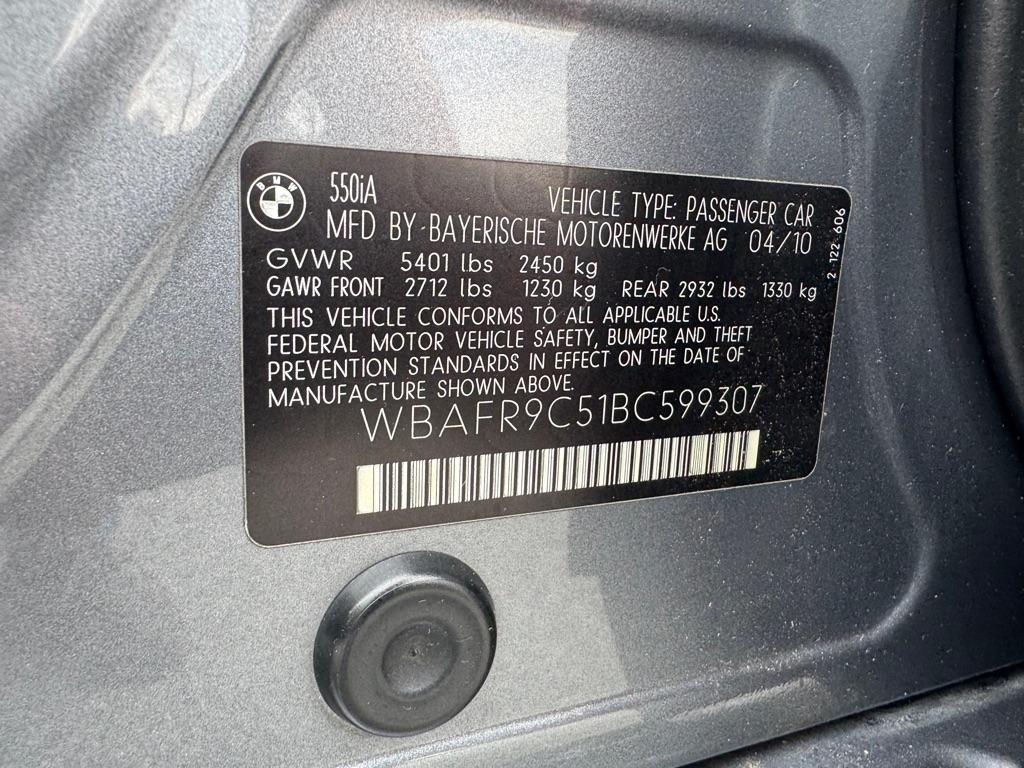 BMW
550iA VEHICLE TYPE: PASSENGER CAR
MFD BY BAYERISCHE MOTORENWERKE AG 04/10
GVWR 5401 lbs 2450 kg
GAWR FRONT 2712 lbs 1230 kg REAR 2932 lbs 1330 kg
THIS VEHICLE CONFORMS TO ALL APPLICABLE U.S.
FEDERAL MOTOR VEHICLE SAFETY, BUMPER AND THEFT
PREVENTION STANDARDS IN EFFECT ON THE DATE OF
MANUFACTURE SHOWN ABOVE.
WBAFR9C51BC599307
2 122 606